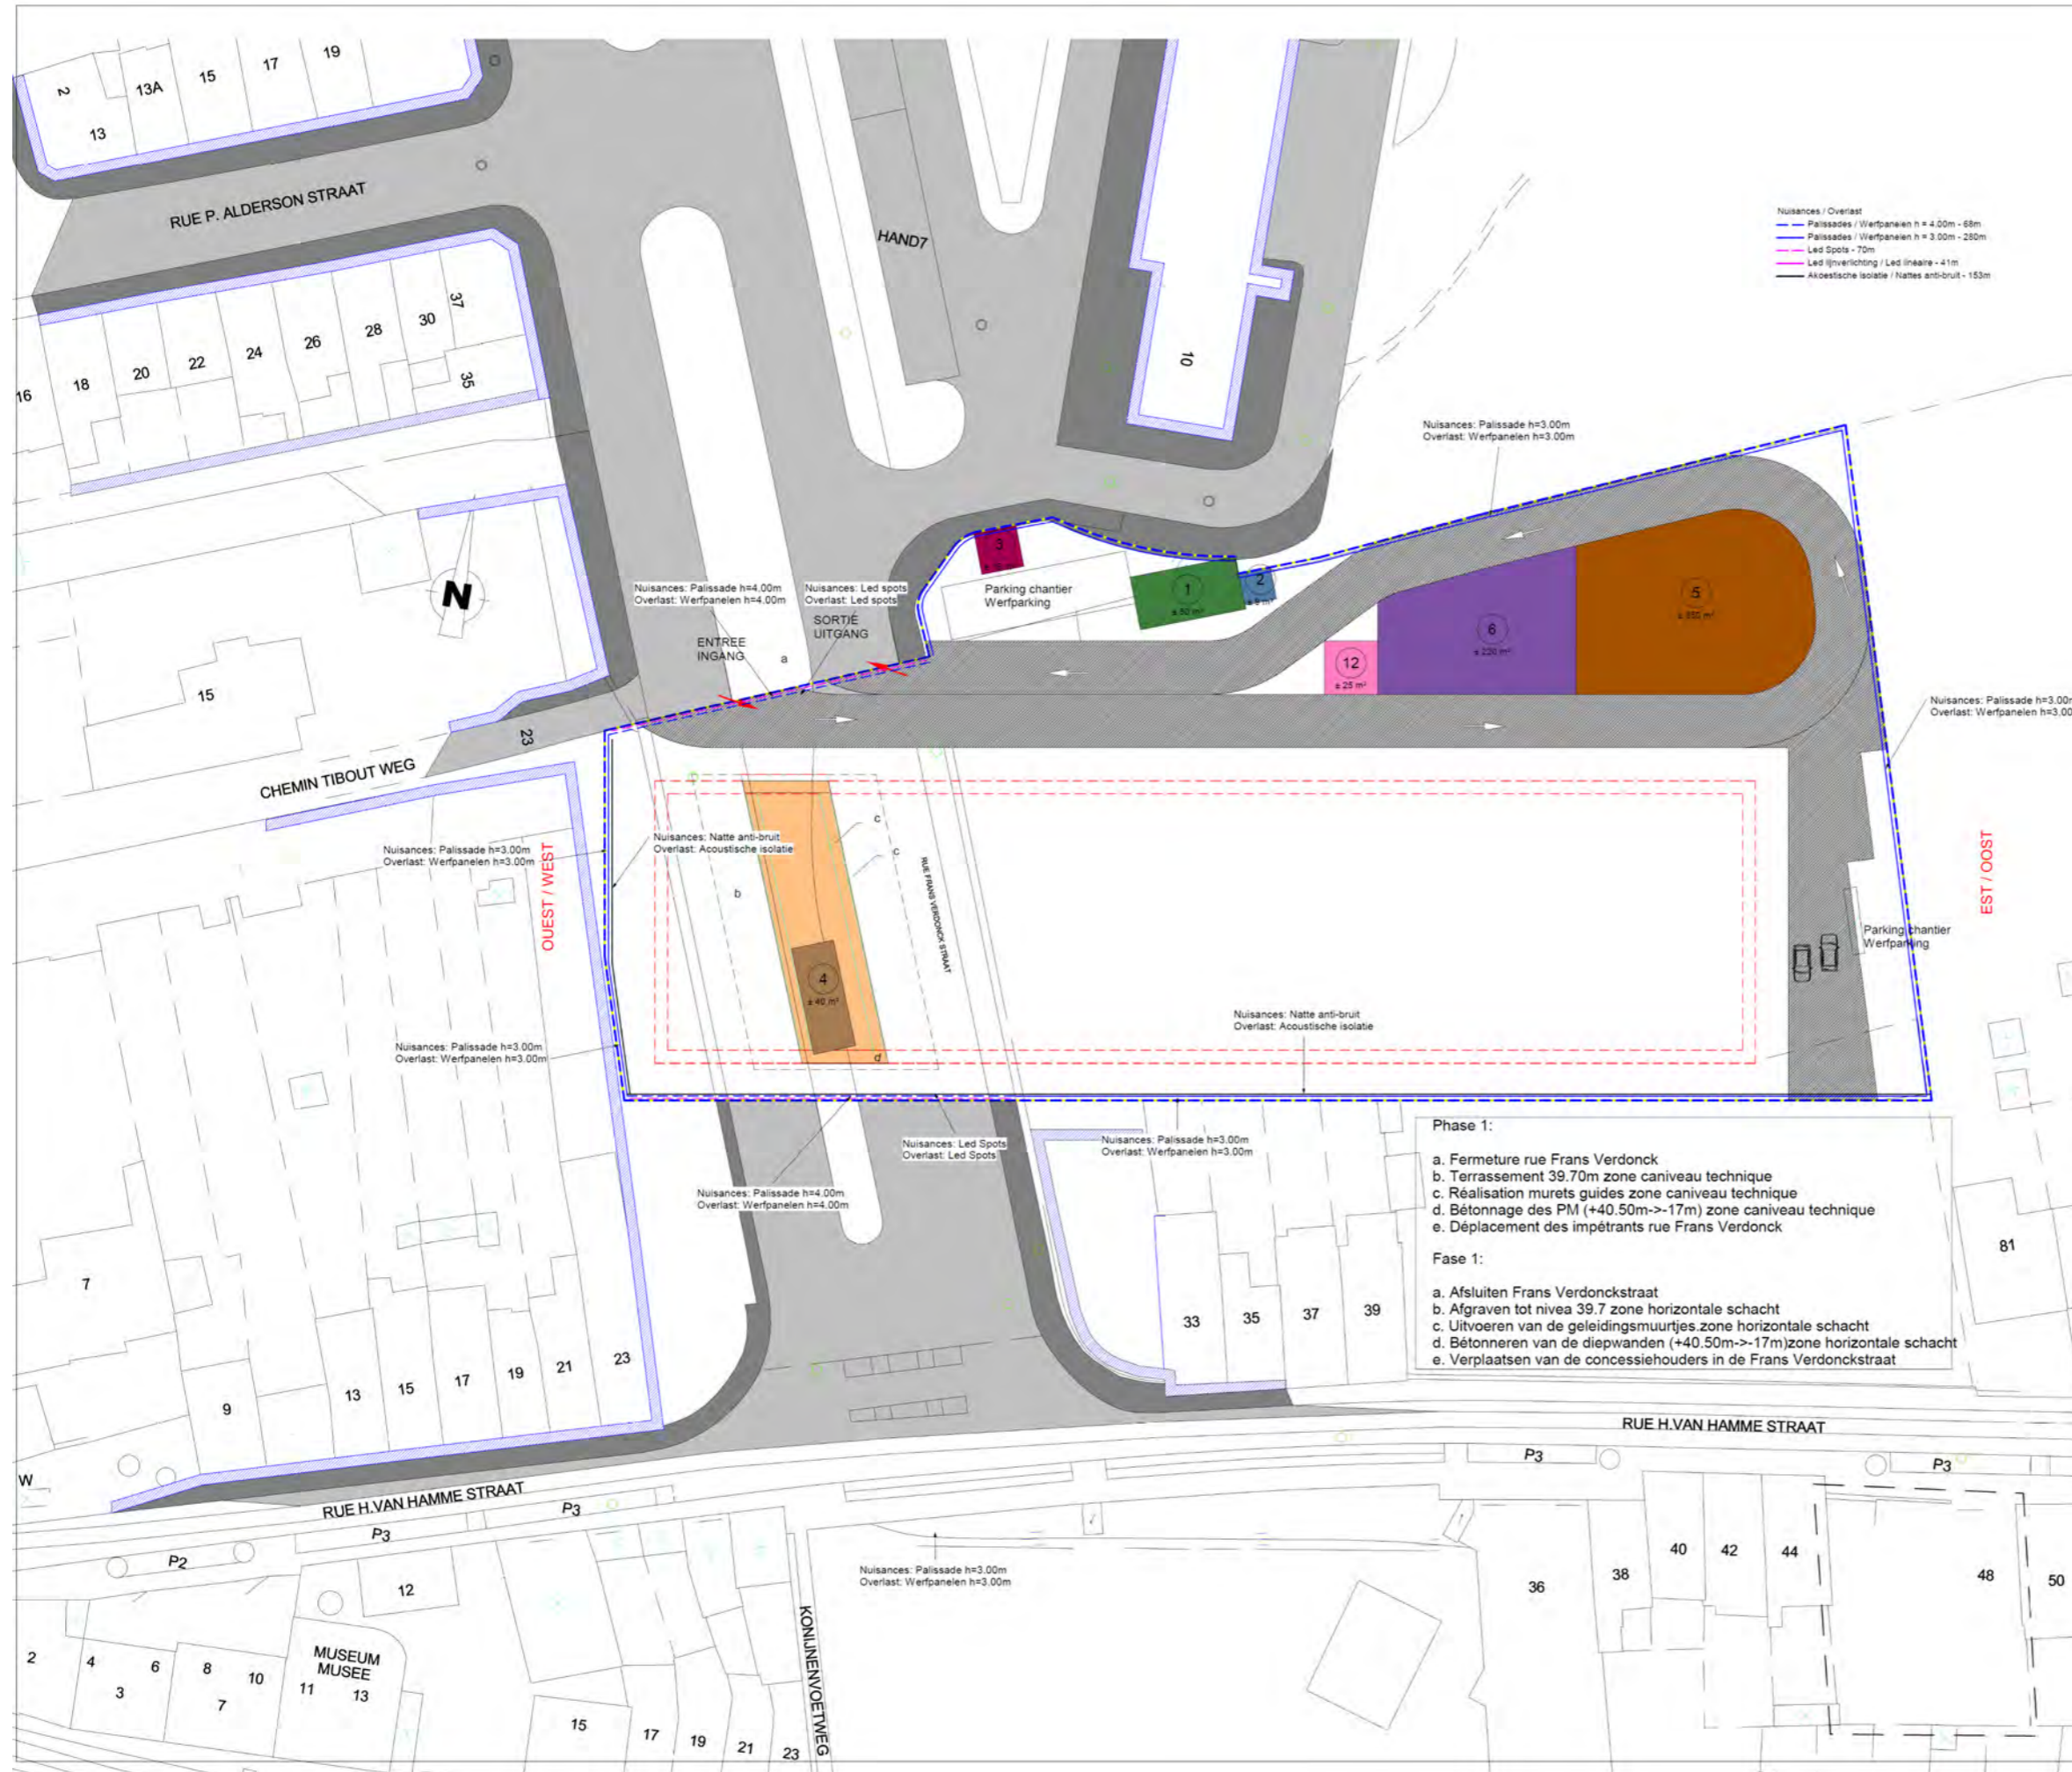 2
13A
15
17
19
13
RUE P. ALDERSON STRAAT
HAND7
16
18
20
22
24
26
28
30
37
35
10
Nuisances / Overlast
Palissades / Werfpanelen h = 4.00m - 68m
Palissades / Werfpanelen h = 3.00m - 280m
Led Spots - 70m
Led lijnverlichting / Led lineaire - 41m
Akoestische isolatie / Nattes anti-bruit - 153m
Nuisances: Palissade h=3.00m
Overlast: Werfpanelen h=3.00m
N
Nuisances: Palissade h=4.00m
Overlast: Werfpanelen h=4.00m
Nuisances: Led spots
Overlast: Led spots
ENTREE
INGANG
SORTIE
UITGANG
a
3
Parking chantier
Werfparking
1
± 50 m²
2
± 9 m²
12
± 25 m²
6
± 220 m²
5
15
23
CHEMIN TIBOUT WEG
Nuisances: Palissade h=3.00m
Overlast: Werfpanelen h=3.00m
OUEST / WEST
Nuisances: Natte anti-bruit
Overlast: Acoustische isolatie
c
c
b
RUE FRANS VERDONCK STRAAT
4
± 40 m²
d
Nuisances: Palissade h=3.00m
Overlast: Werfpanelen h=3.00m
Nuisances: Natte anti-bruit
Overlast: Acoustische isolatie
Nuisances: Palissade h=3.00m
Overlast: Werfpanelen h=3.00
EST / OOST
Parking chantier
Werfparking
Nuisances: Led Spots
Overlast: Led Spots
Nuisances: Palissade h=4.00m
Overlast: Werfpanelen h=4.00m
Nuisances: Palissade h=3.00m
Overlast: Werfpanelen h=3.00m
Phase 1:
a. Fermeture rue Frans Verdonck
b. Terrassement 39.70m zone caniveau technique
c. Réalisation murets guides zone caniveau technique
d. Bétonnage des PM (+40.50m->-17m) zone caniveau technique
e. Déplacement des impétrants rue Frans Verdonck
Fase 1:
a. Afsluiten Frans Verdonckstraat
b. Afgraven tot nivea 39.7 zone horizontale schacht
c. Uitvoeren van de geleidingsmuurtjes.zone horizontale schacht
d. Bétonneren van de diepwanden (+40.50m->-17m)zone horizontale schacht
e. Verplaatsen van de concessiehouders in de Frans Verdonckstraat
81
7
9
13
15
17
19
21
23
33
35
37
39
RUE H.VAN HAMME STRAAT
RUE H.VAN HAMME STRAAT
W
P3
P3
P3
P3
P2
12
Nuisances: Palissade h=3.00m
Overlast: Werfpanelen h=3.00m
KONIJNENVOETWEG
36
38
40
42
44
48
50
2
4
6
3
8
10
7
MUSEUM
MUSEE
11
13
15
17
19
21
23